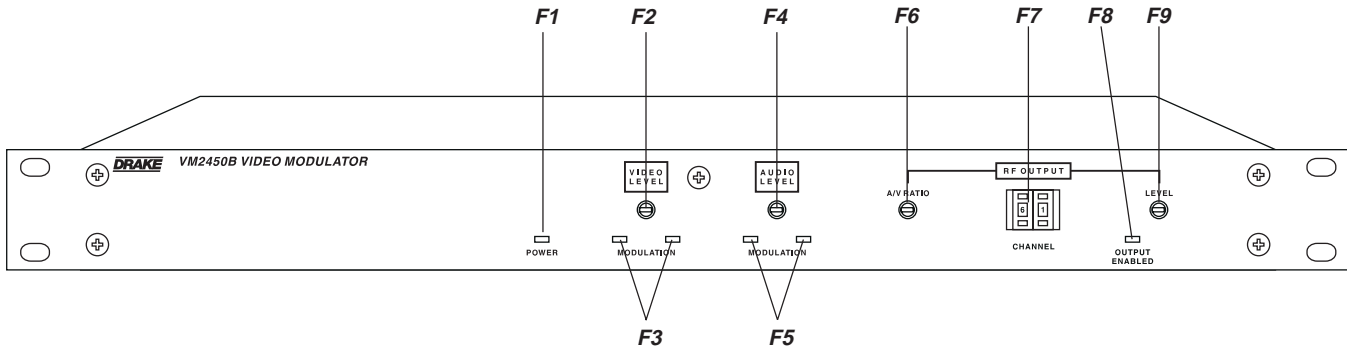 F1 F2 F4 F6 F7 F8 F9
DRAKE VM2450B VIDEO MODULATOR
VIDEO
LEVEL
AUDIO
LEVEL
RF OUTPUT
A/V RATIO
LEVEL
6 1
CHANNEL
POWER
MODULATION
MODULATION
OUTPUT
ENABLED
F3 F5